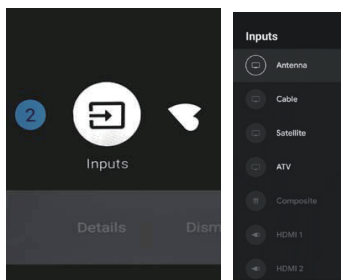 2
Inputs
Details
Dism
Inputs
Antenna
Cable
Satellite
ATV
Composite
HDMI 1
HDMI 2